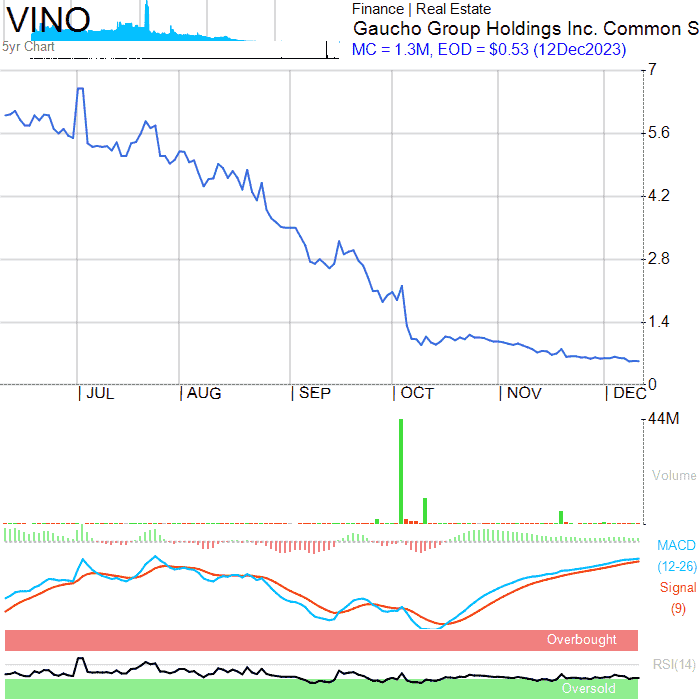 VINO
Finance | Real Estate
Gaucho Group Holdings Inc. Common S
5yr Chart
MC = 1.3M, EOD = $0.53 (12Dec2023)
7
5.6
4.2
2.8
1.4
0
| JUL | AUG | SEP | OCT | NOV | DEC
44M
Volume
MACD
(12-26)
Signal
(9)
Overbought
RSI(14)
Oversold